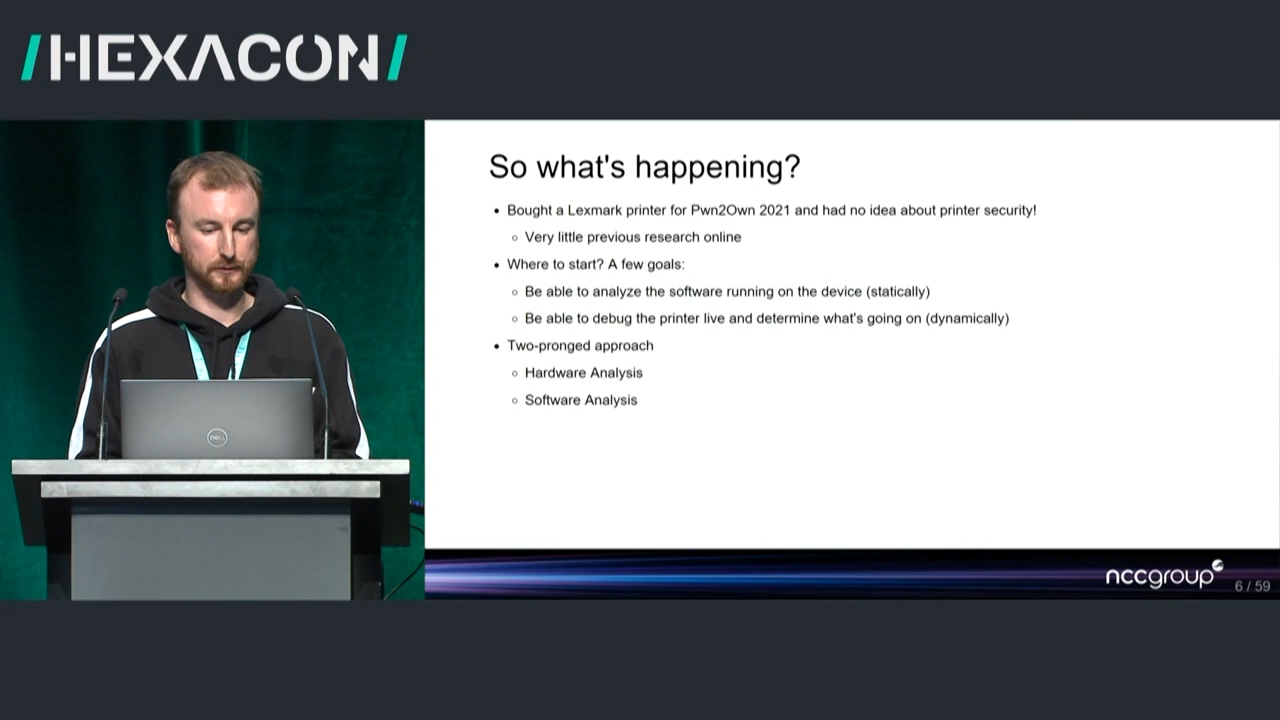 /HEXACON/
So what's happening?
• Bought a Lexmark printer for Pwn2Own 2021 and had no idea about printer security!
○ Very little previous research online
• Where to start? A few goals:
○ Be able to analyze the software running on the device (statically)
○ Be able to debug the printer live and determine what's going on (dynamically)
• Two-pronged approach
○ Hardware Analysis
○ Software Analysis
DELL
nccgroup
6 / 59